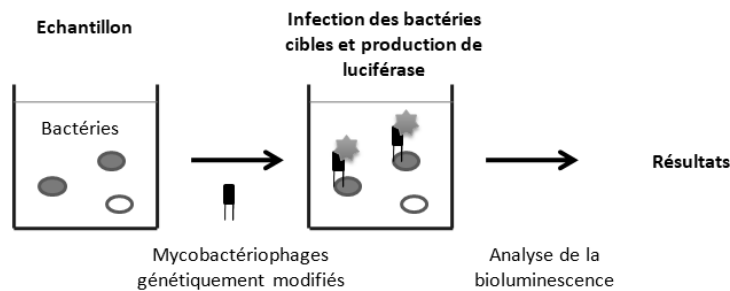 Echantillon
Infection des bactéries
cibles et production de
luciférase
Bactéries
Résultats
Mycobactériophages
génétiquement modifiés
Analyse de la
bioluminescence